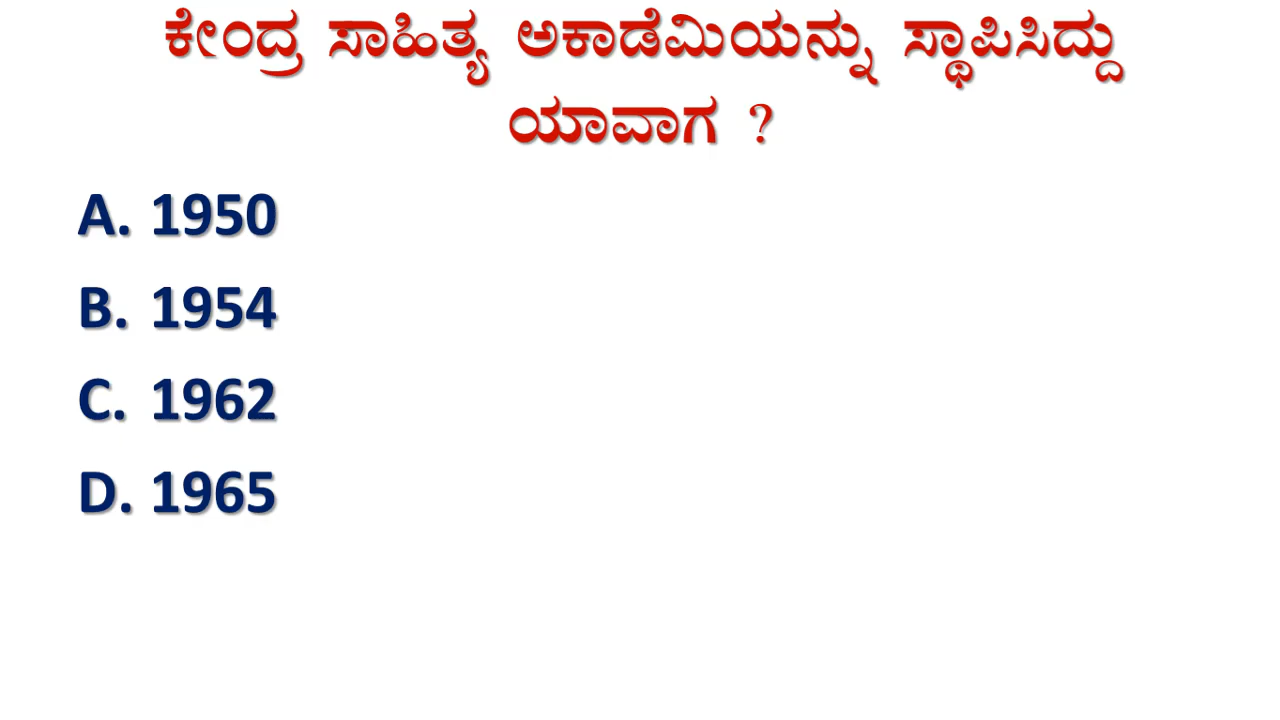 ಕೇಂದ್ರ ಸಾಹಿತ್ಯ ಅಕಾಡೆಮಿಯನ್ನು ಸ್ಥಾಪಿಸಿದ್ದು
ಯಾವಾಗ ?
A. 1950
B. 1954
C. 1962
D. 1965